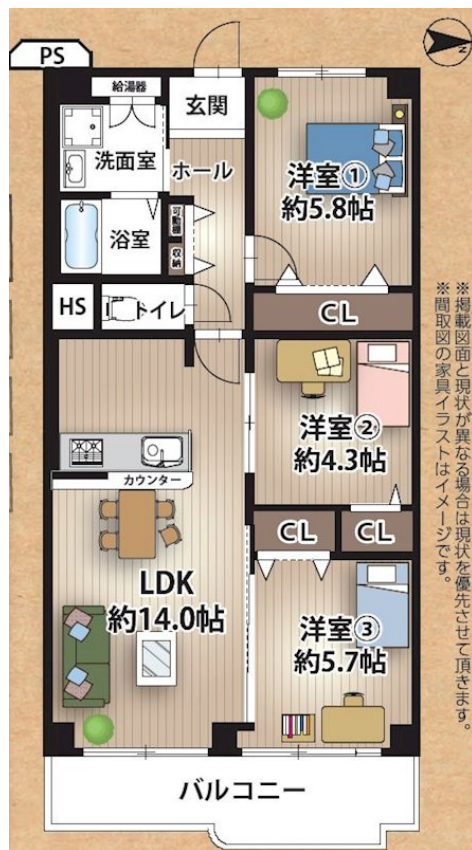 PS
N
給湯器
玄関
洗面室
ホール
洋室①
約5.8帖
浴室
可動棚
収納
HS
トイレ
CL
洋室②
約4.3帖
カウンター
CL
CL
LDK
約14.0帖
洋室③
約5.7帖
バルコニー
※掲載図面と現状が異なる場合は現状を優先させて頂きます。
※間取図の家具イラストはイメージです。